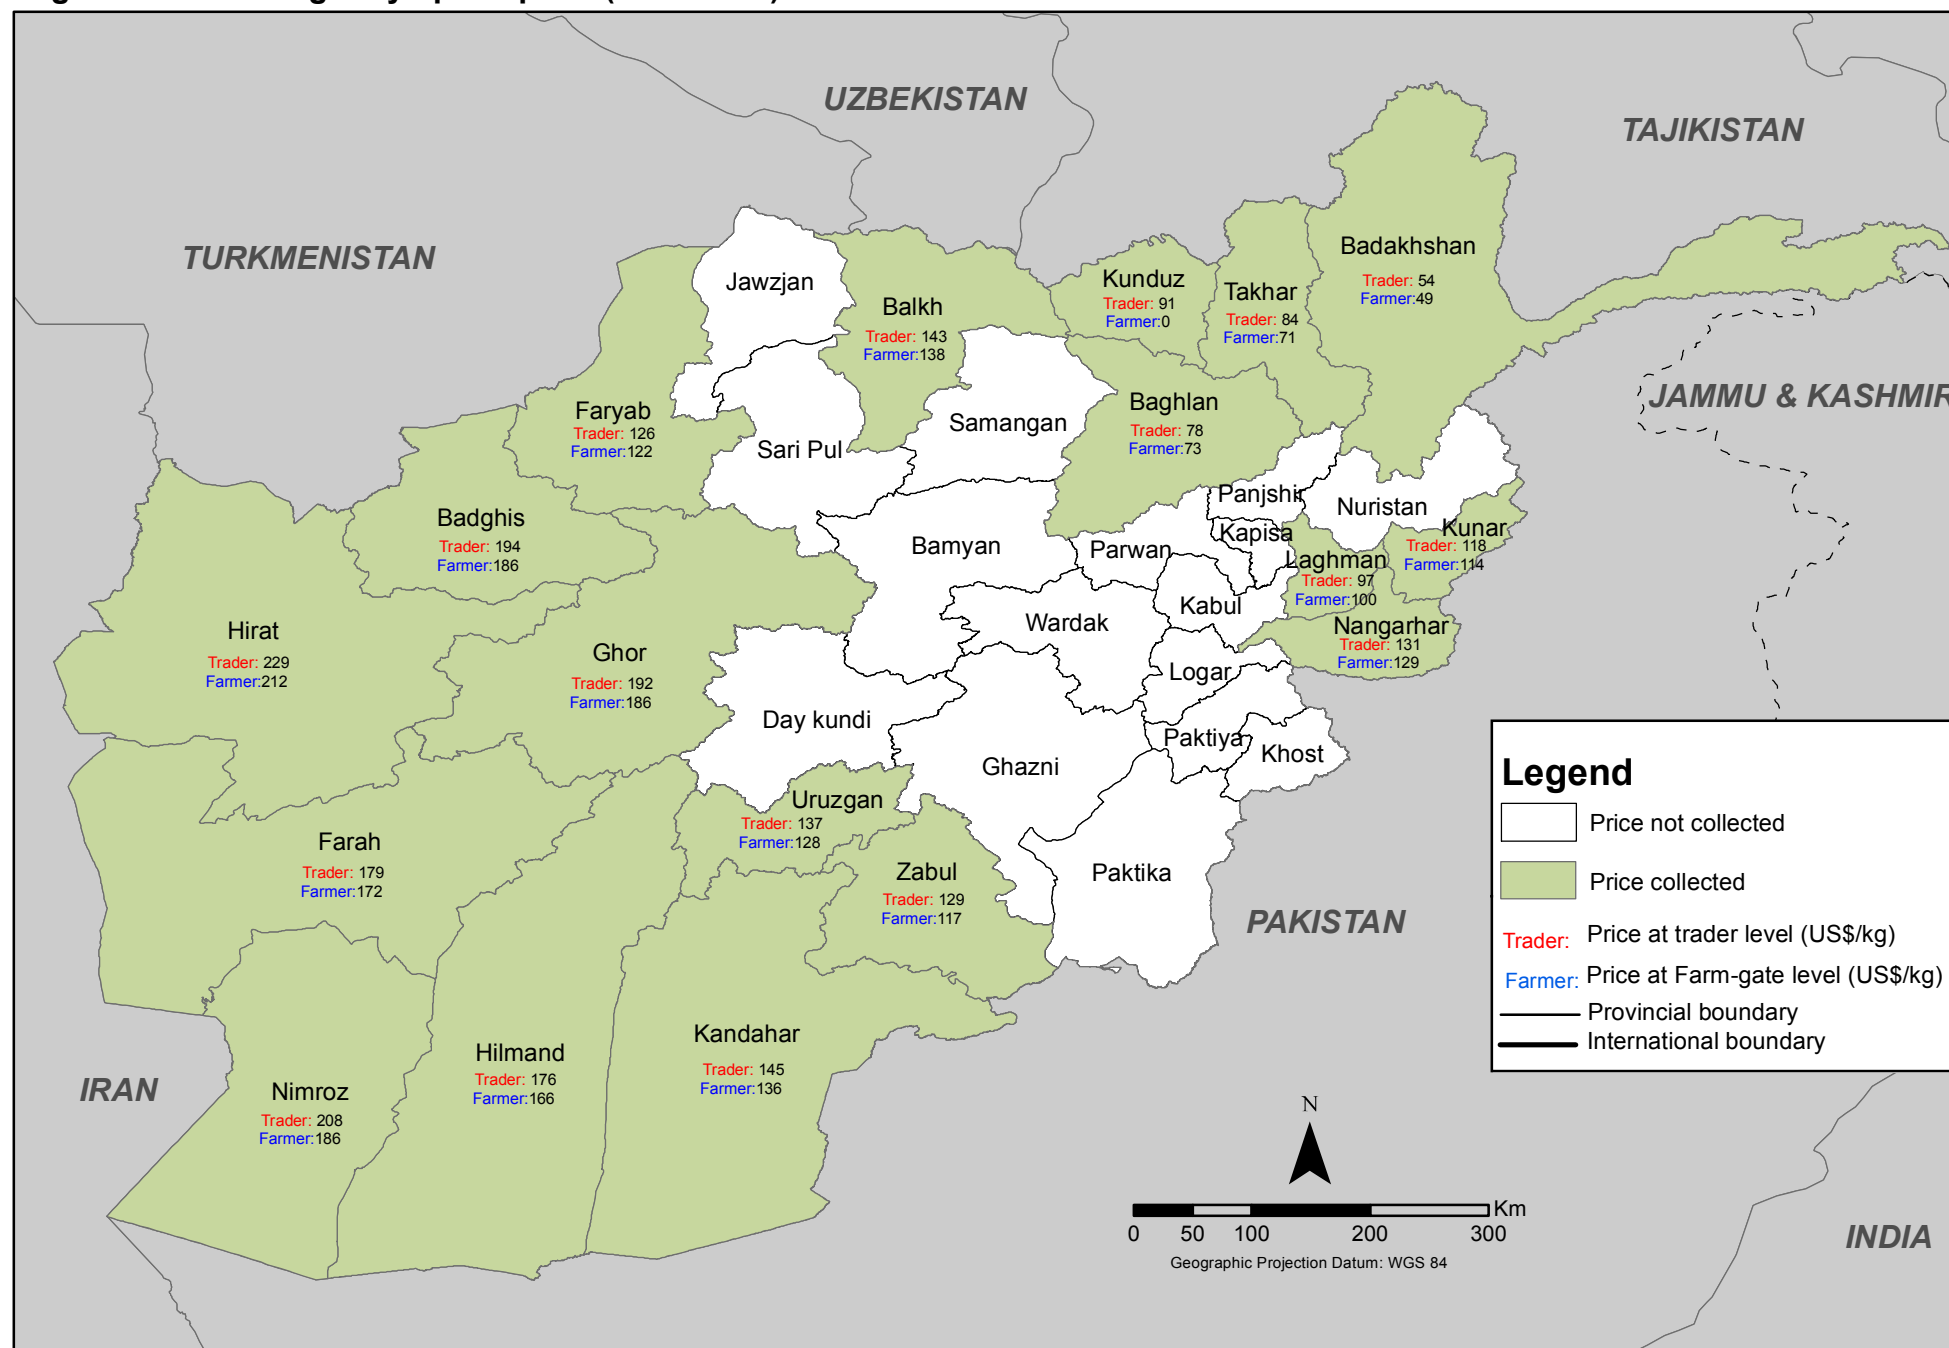 UZBEKISTAN
TAJIKISTAN
TURKMENISTAN
JAMMU & KASHMIR
PAKISTAN
IRAN
INDIA
Jawzjan
Balkh
Trader: 143
Farmer:138
Kunduz
Trader: 91
Farmer:0
Takhar
Trader: 84
Farmer:71
Badakhshan
Trader: 54
Farmer:49
Faryab
Trader: 126
Farmer:122
Sari Pul
Samangan
Baghlan
Trader: 78
Farmer:73
Badghis
Trader: 194
Farmer:186
Bamyan
Parwan
Panjshir
Kapisa
Nuristan
Kunar
Trader: 118
Farmer:114
Laghman
Trader: 97
Farmer:100
Kabul
Nangarhar
Trader: 131
Farmer:129
Hirat
Trader: 229
Farmer:212
Ghor
Trader: 192
Farmer:186
Wardak
Logar
Day kundi
Ghazni
Paktiya
Khost
Uruzgan
Trader: 137
Farmer:128
Farah
Trader: 179
Farmer:172
Zabul
Trader: 129
Farmer:117
Paktika
Kandahar
Trader: 145
Farmer:136
Hilmand
Trader: 176
Farmer:166
Nimroz
Trader: 208
Farmer:186
Legend
Price not collected
Price collected
Trader: Price at trader level (US$/kg)
Farmer: Price at Farm-gate level (US$/kg)
Provincial boundary
International boundary
N
Km
0 50 100 200 300
Geographic Projection Datum: WGS 84